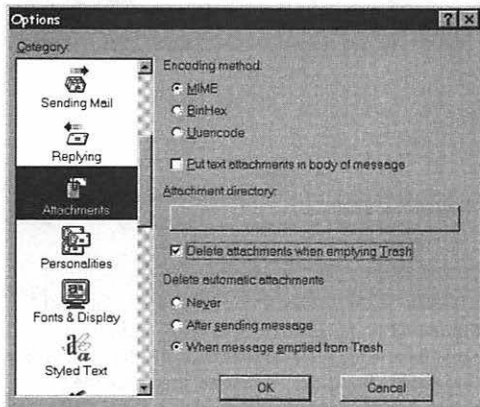 Options
Category:
Sending Mail
Replying
Attachments
Personalities
Fonts & Display
Styled Text
Encoding method:
MIME
BinHex
Uuencode
Put text attachments in body of message
Attachment directory:
Delete attachments when emptying Trash
Delete automatic attachments
Never
After sending message
When message emptied from Trash
OK
Cancel